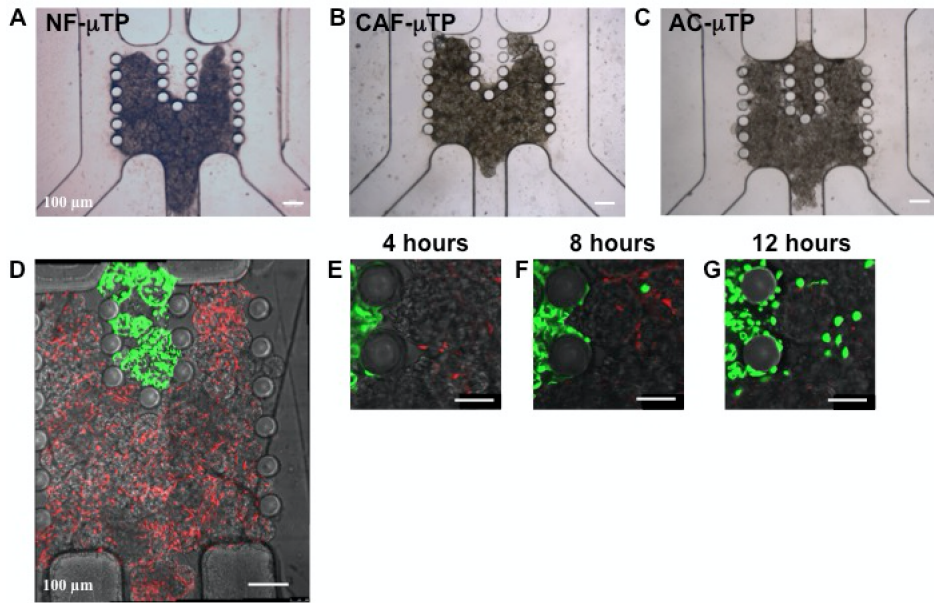 A NF-μTP
B CAF-μTP
C AC-μTP
100 μm
4 hours 8 hours 12 hours
D E F G
100 μm